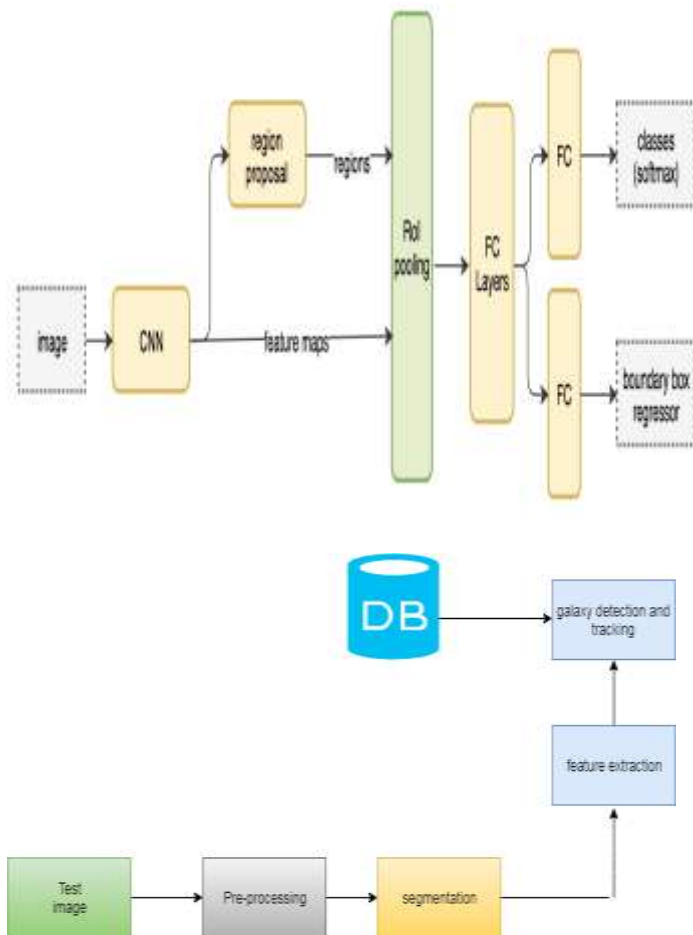 region
proposal
regions
RoI
pooling
FC
Layers
FC
classes
(softmax)
image
CNN
feature maps
FC
boundary box
regressor
DB
galaxy detection and
tracking
feature extraction
Test
image
Pre-processing
segmentation